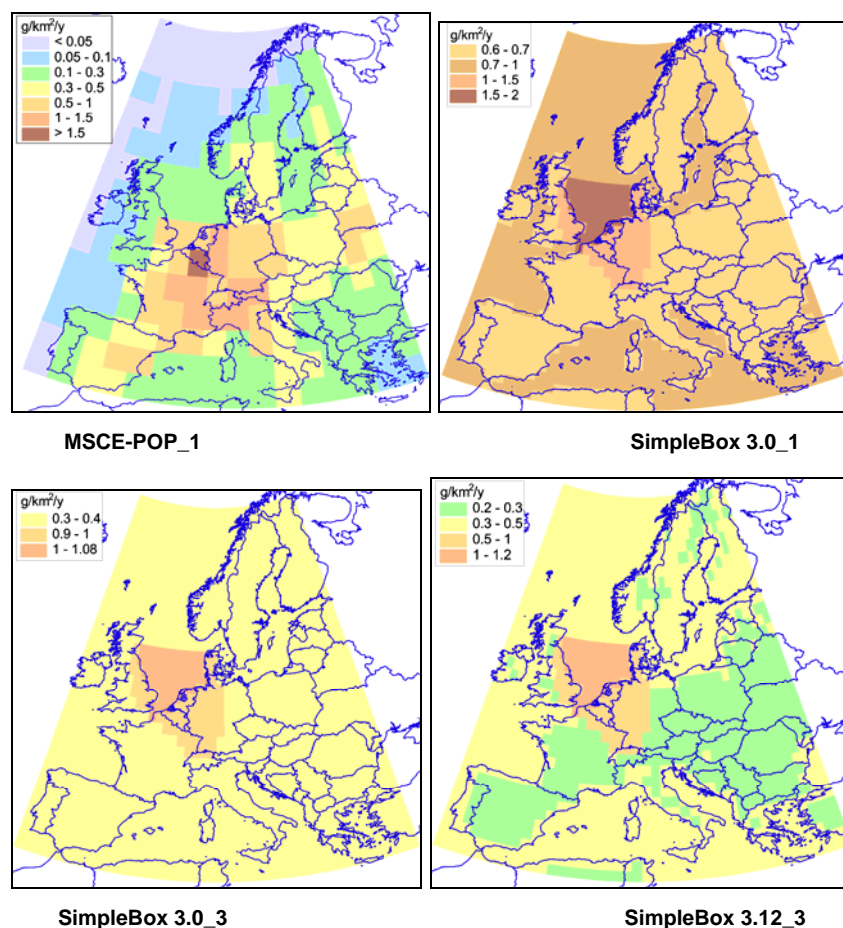 g/km²/y
< 0.05
0.05 - 0.1
0.1 - 0.3
0.3 - 0.5
0.5 - 1
1 - 1.5
> 1.5
g/km²/y
0.6 - 0.7
0.7 - 1
1 - 1.5
1.5 - 2
MSCE-POP_1
SimpleBox 3.0_1
g/km²/y
0.3 - 0.4
0.9 - 1
1 - 1.08
g/km²/y
0.2 - 0.3
0.3 - 0.5
0.5 - 1
1 - 1.2
SimpleBox 3.0_3
SimpleBox 3.12_3